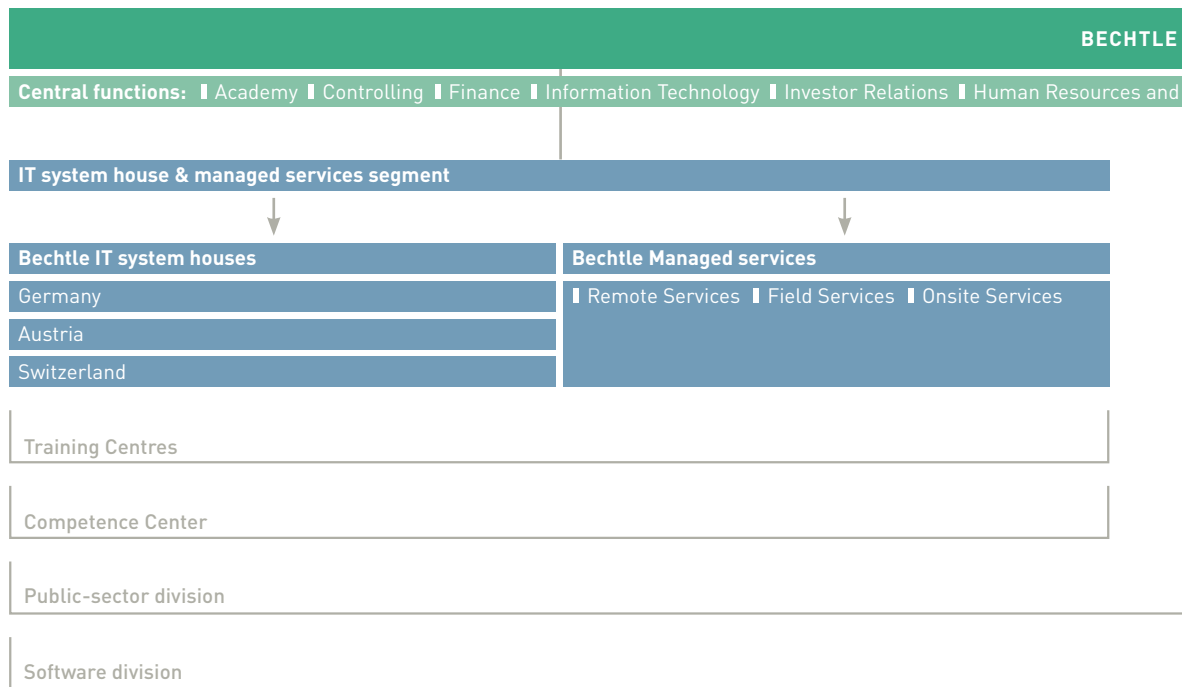 BECHTLE
Central functions: Academy Controlling Finance Information Technology Investor Relations Human Resources and
IT system house & managed services segment
Bechtle IT system houses
Bechtle Managed services
Germany
Remote Services Field Services Onsite Services
Austria
Switzerland
Training Centres
Competence Center
Public-sector division
Software division